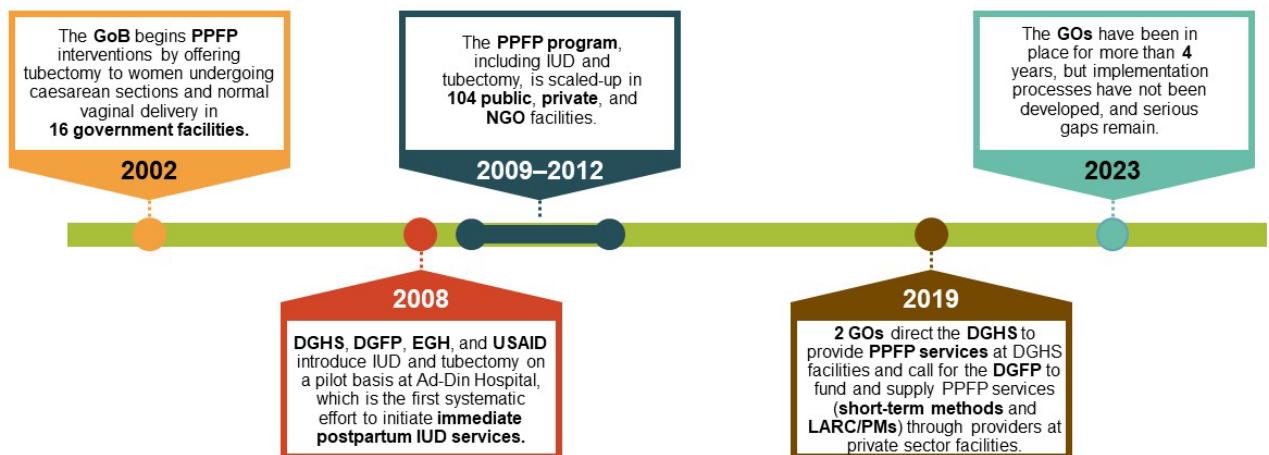 The GoB begins PPFP
interventions by offering
tubectomy to women undergoing
caesarean sections and normal
vaginal delivery in
16 government facilities.
2002
The PPFP program,
including IUD and
tubectomy, is scaled-up in
104 public, private, and
NGO facilities.
2009–2012
The GOs have been in
place for more than 4
years, but implementation
processes have not been
developed, and serious
gaps remain.
2023
2008
DGHS, DGFP, EGH, and USAID
introduce IUD and tubectomy on
a pilot basis at Ad-Din Hospital,
which is the first systematic
effort to initiate immediate
postpartum IUD services.
2019
2 GOs direct the DGHS to
provide PPFP services at DGHS
facilities and call for the DGFP to
fund and supply PPFP services
(short-term methods and
LARC/PMs) through providers at
private sector facilities.